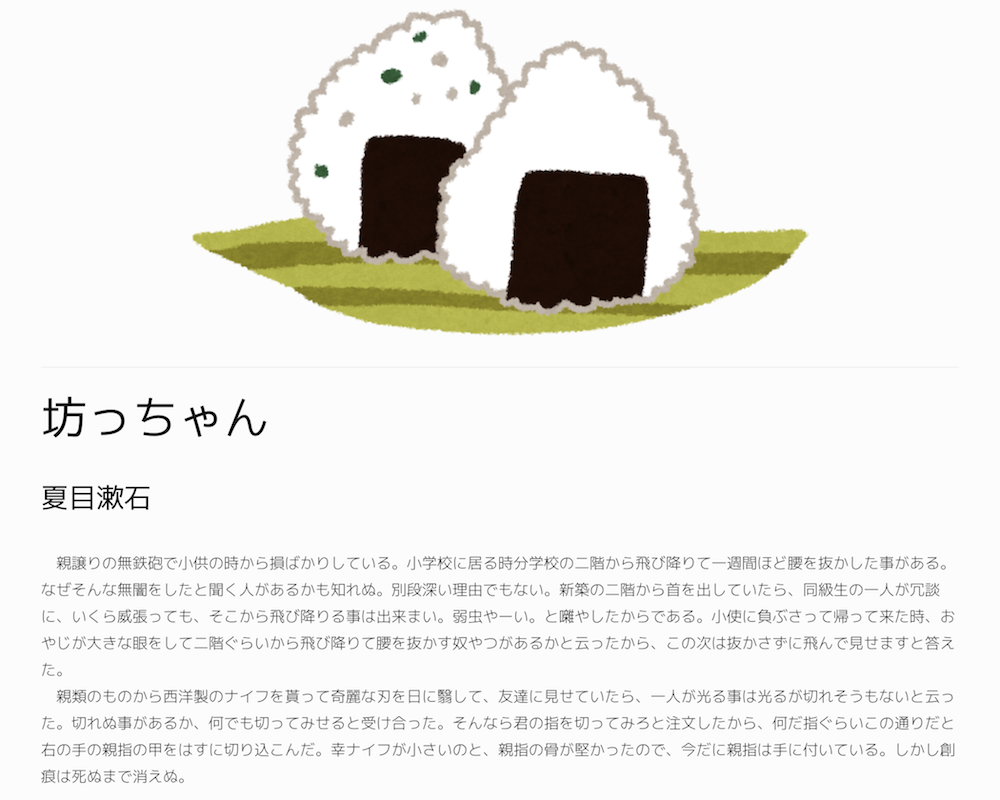 坊っちゃん
夏目漱石
　親譲りの無鉄砲で小供の時から損ばかりしている。小学校に居る時分学校の二階から飛び降りて一週間ほど腰を抜かした事がある。
なぜそんな無闇をしたと聞く人があるかも知れぬ。別段深い理由でもない。新築の二階から首を出していたら、同級生の一人が冗談
に、いくら威張っても、そこから飛び降りる事は出来まい。弱虫やーい。と囃やしたからである。小使に負ぶさって帰って来た時、お
やじが大きな眼をして二階ぐらいから飛び降りて腰を抜かす奴やつがあるかと云ったから、この次は抜かさずに飛んで見せますと答え
た。
　親類のものから西洋製のナイフを貰って奇麗な刃を日に翳して、友達に見せていたら、一人が光る事は光るが切れそうもないと云っ
た。切れぬ事があるか、何でも切ってみせると受け合った。そんなら君の指を切ってみろと注文したから、何だ指ぐらいこの通りだと
右の手の親指の甲をはすに切り込こんだ。幸ナイフが小さいのと、親指の骨が堅かったので、今だに親指は手に付いている。しかし創
痕は死ぬまで消えぬ。